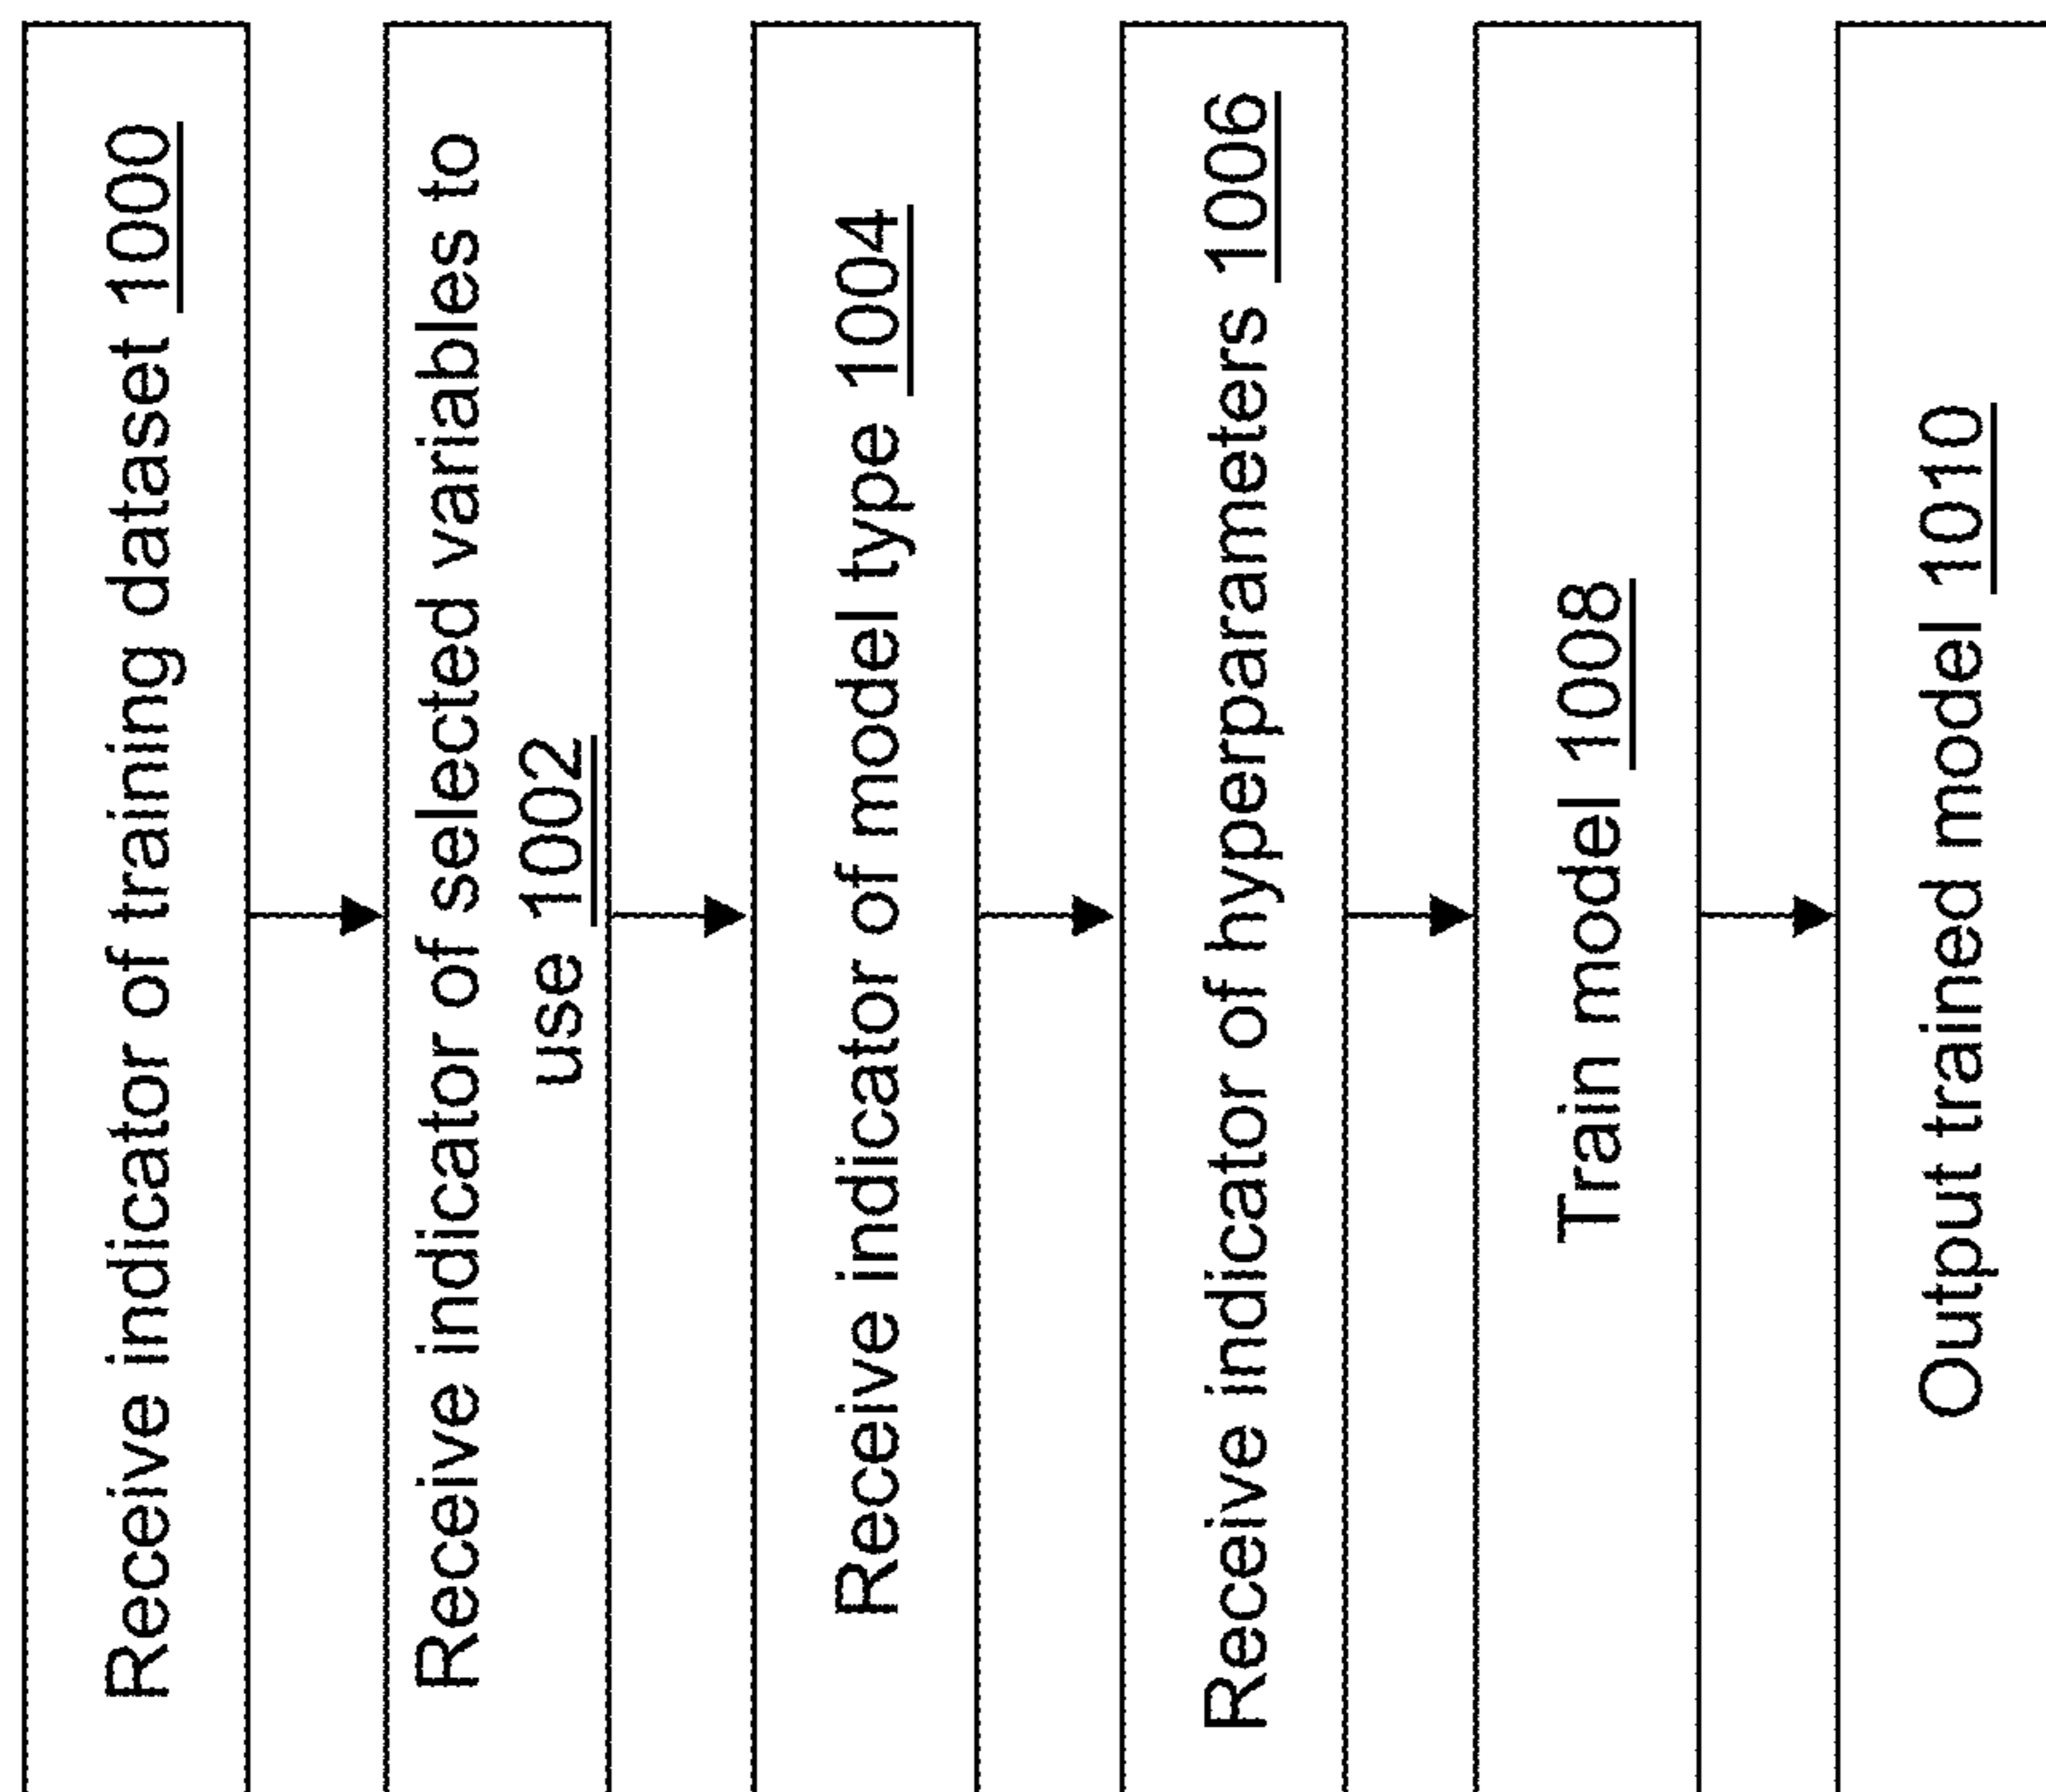 Receive indicator of training dataset 1000
Receive indicator of selected variables to
use 1002
Receive indicator of model type 1004
Receive indicator of hyperparameters 1006
Train model 1008
Output trained model 1010